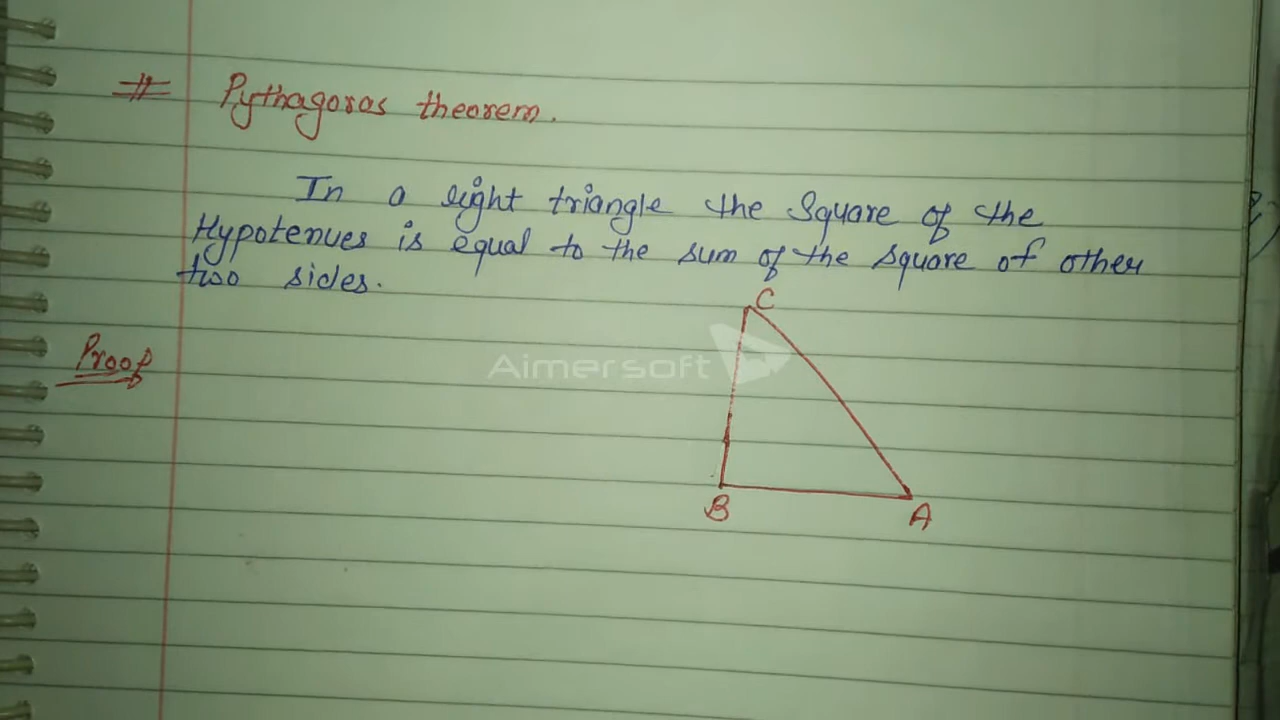 # Pythagoras theorem.
In a right triangle the Square of the
Hypotenues is equal to the sum of the square of other
two sides.
C
Proof
Aimersoft
B
A